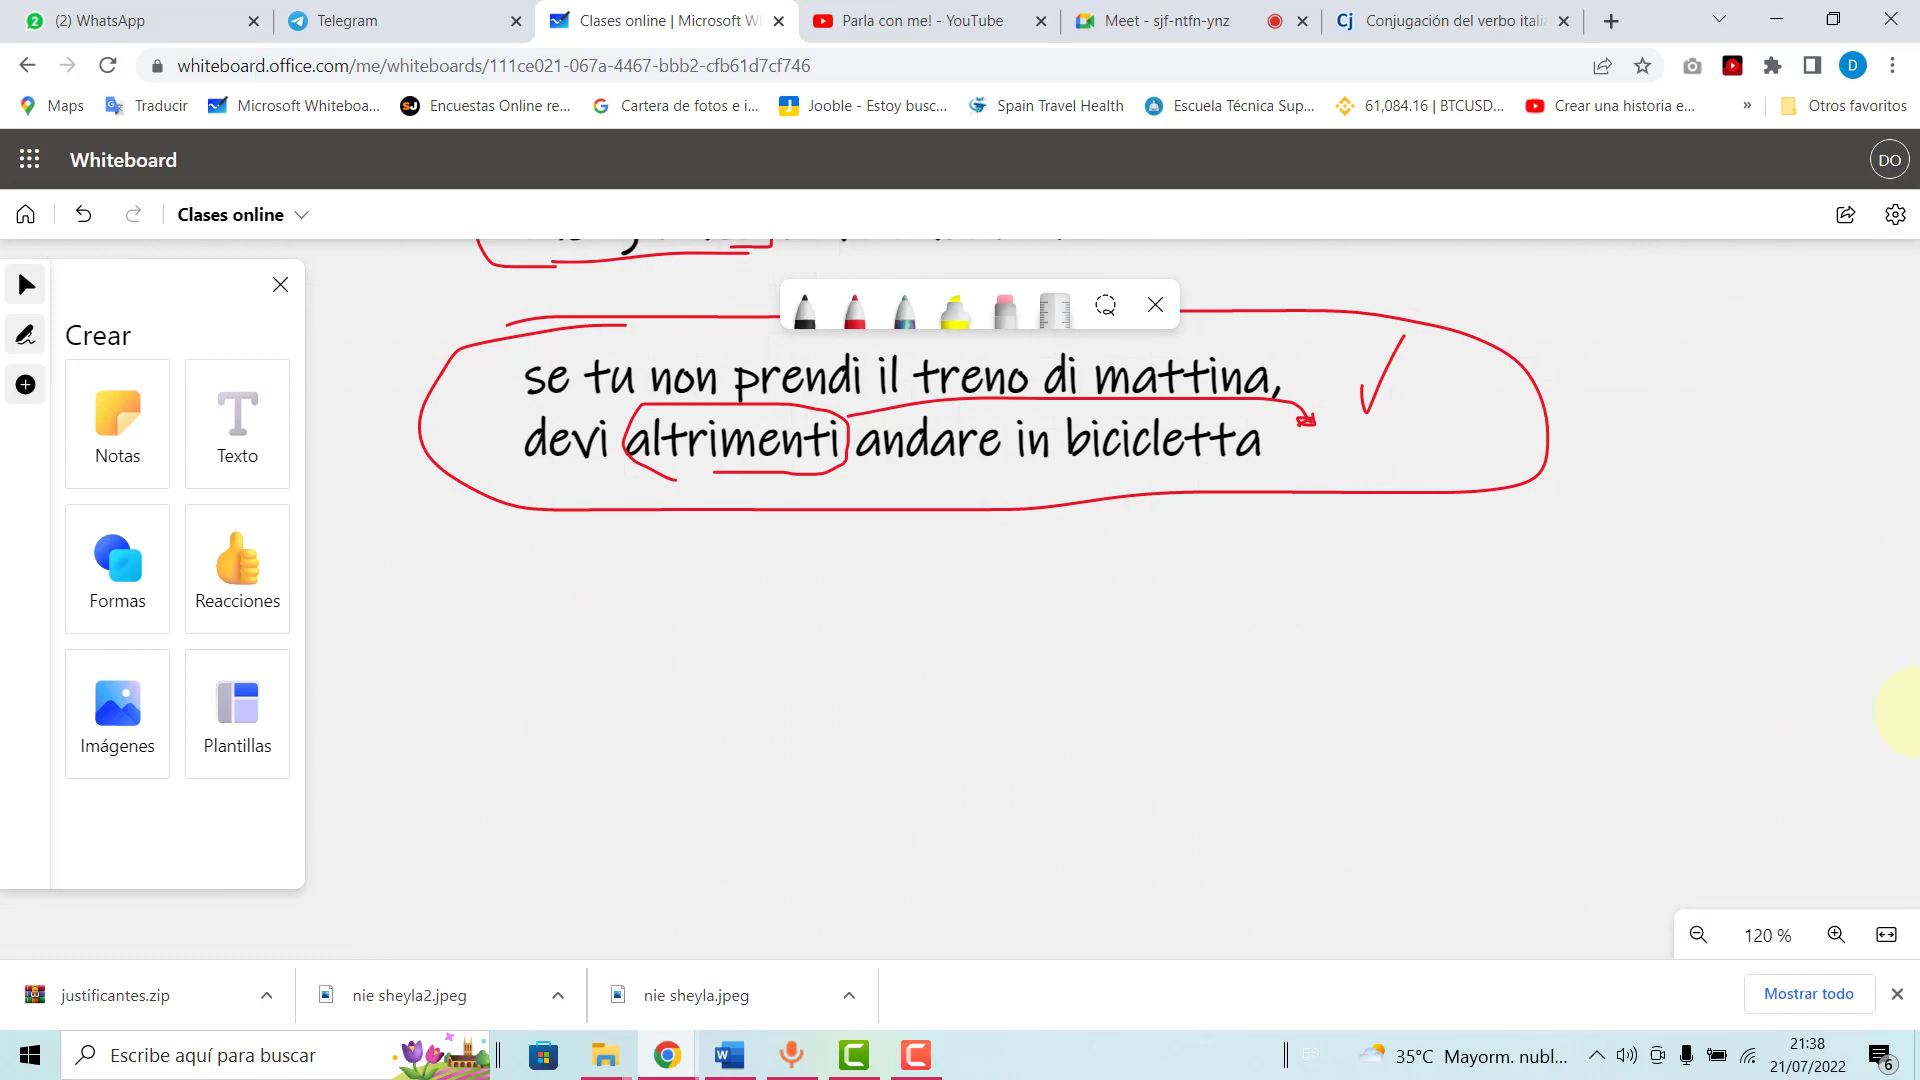 (2) WhatsApp
Telegram
Clases online | Microsoft W
Parla con me! - YouTube
Meet - sjf-ntfn-ynz
Cj Conjugación del verbo itali
whiteboard.office.com/me/whiteboards/111ce021-067a-4467-bbb2-cfb61d7cf746
D
Maps
Traducir
Microsoft Whiteboa...
SJ Encuestas Online re...
Cartera de fotos e i...
Jooble - Estoy busc...
Spain Travel Health
Escuela Técnica Sup...
61,084.16 | BTCUSD...
Crear una historia e...
»
Otros favoritos
Whiteboard
DO
Clases online
Crear
Notas
Texto
Formas
Reacciones
Imágenes
Plantillas
se tu non prendi il treno di mattina,
devi altrimenti andare in bicicletta
120 %
justificantes.zip
nie sheyla2.jpeg
nie sheyla.jpeg
Mostrar todo
Escribe aquí para buscar
35°C Mayorm. nubl...
21:38
21/07/2022
6